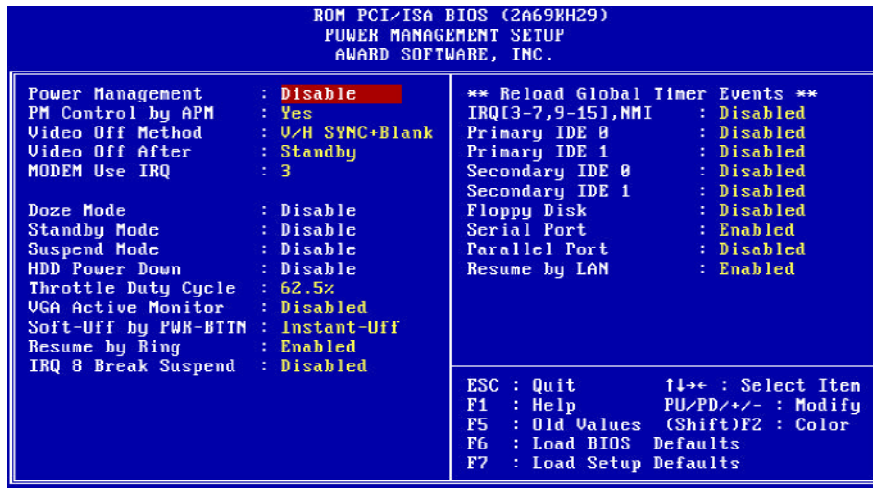 ROM PCI/ISA BIOS (2A69KH29)
POWER MANAGEMENT SETUP
AWARD SOFTWARE, INC.
Power Management : Disable
PM Control by APM : Yes
Video Off Method : V/H SYNC+Blank
Video Off After : Standby
MODEM Use IRQ : 3
Doze Mode : Disable
Standby Mode : Disable
Suspend Mode : Disable
HDD Power Down : Disable
Throttle Duty Cycle : 62.5%
VGA Active Monitor : Disabled
Soft-Off by PWR-BTTN : Instant-Off
Resume by Ring : Enabled
IRQ 8 Break Suspend : Disabled
** Reload Global Timer Events **
IRQ[3-7,9-15],NMI : Disabled
Primary IDE 0 : Disabled
Primary IDE 1 : Disabled
Secondary IDE 0 : Disabled
Secondary IDE 1 : Disabled
Floppy Disk : Disabled
Serial Port : Enabled
Parallel Port : Disabled
Resume by LAN : Enabled
ESC : Quit ↑↓→← : Select Item
F1 : Help PU/PD/+/- : Modify
F5 : Old Values (Shift)F2 : Color
F6 : Load BIOS Defaults
F7 : Load Setup Defaults